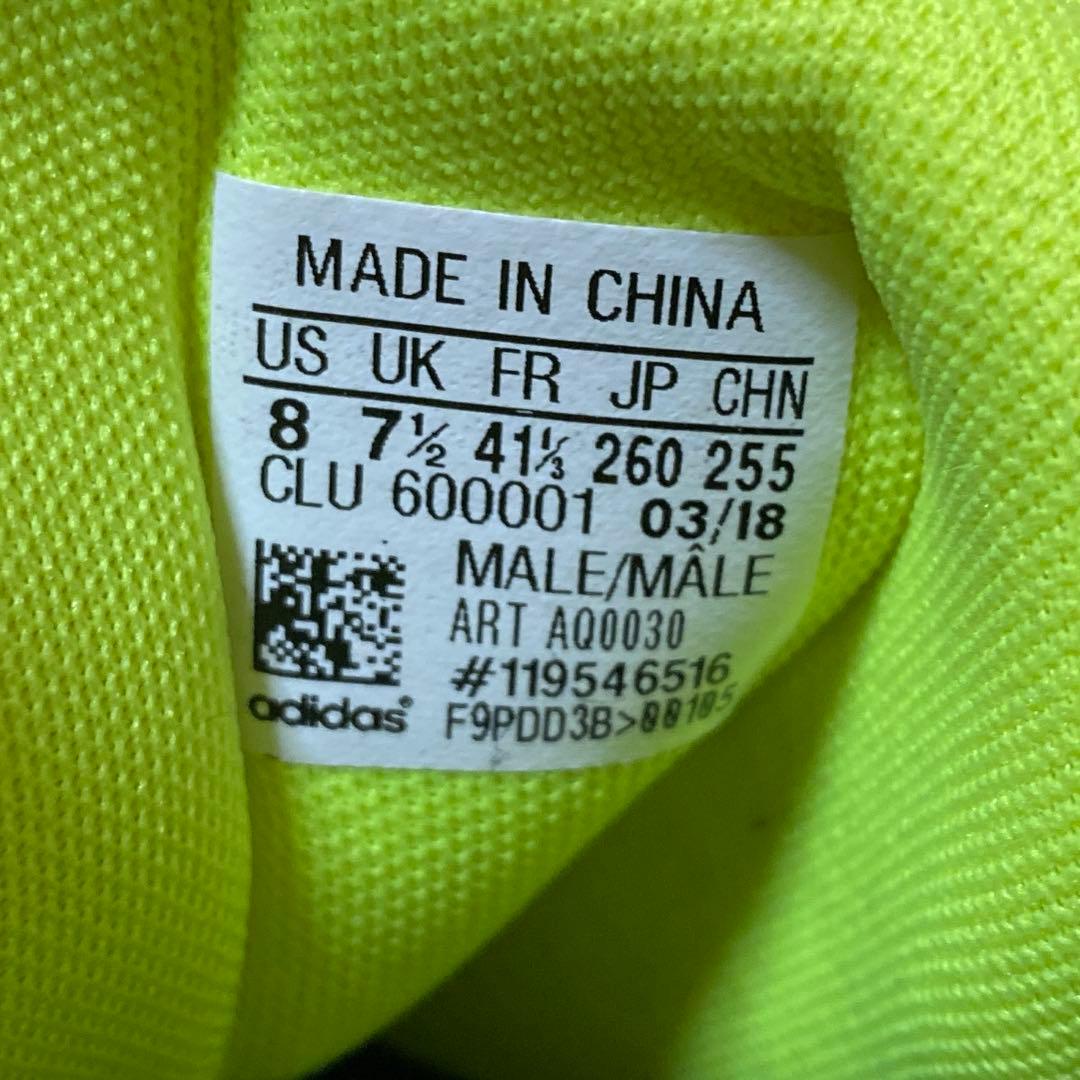 MADE IN CHINA
US UK FR JP CHN
8 7½ 41⅓ 260 255
CLU 600001 03/18
MALE/MÂLE
ART AQ0030
#119546516
adidas® F9PDD3B>00105